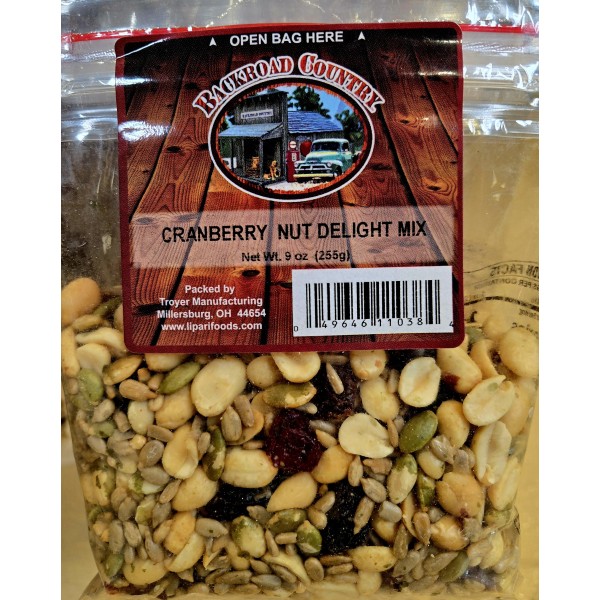 OPEN BAG HERE
BACKROAD COUNTRY
CRANBERRY NUT DELIGHT MIX
Net Wt. 9 oz (255g)
Packed by
Troyer Manufacturing
Millersburg, OH 44654
www.liparifoods.com
0 49646 11038 4